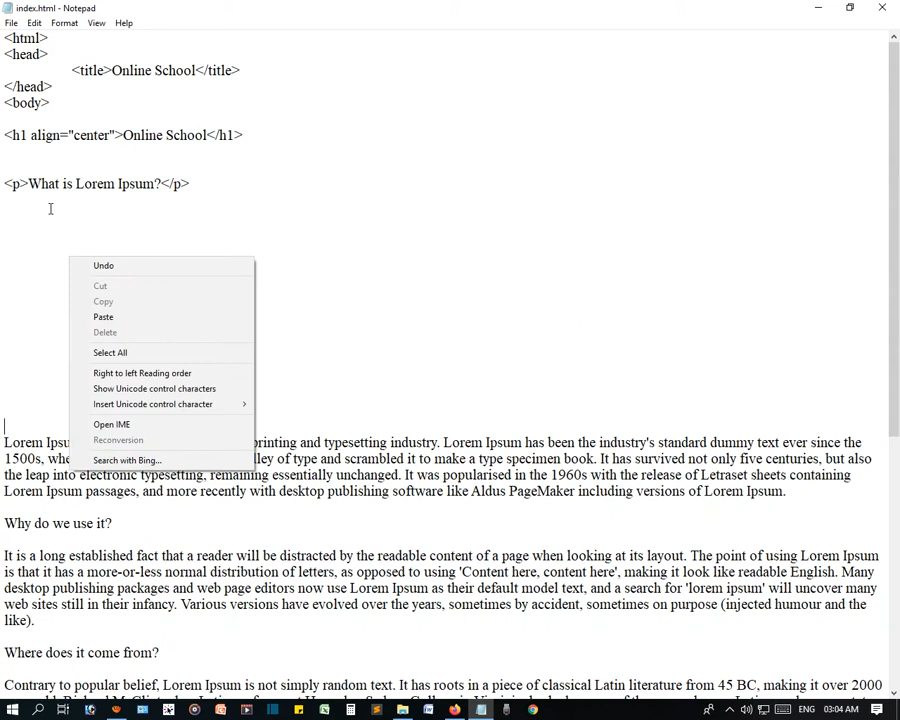 index.html - Notepad
File Edit Format View Help
<html>
<head>
<title>Online School</title>
</head>
<body>
<h1 align="center">Online School</h1>
<p>What is Lorem Ipsum?</p>
Undo
Cut
Copy
Paste
Delete
Select All
Right to left Reading order
Show Unicode control characters
Insert Unicode control character
Open IME
Reconversion
Search with Bing...
Lorem Ipsu printing and typesetting industry. Lorem Ipsum has been the industry's standard dummy text ever since the
1500s, whe lley of type and scrambled it to make a type specimen book. It has survived not only five centuries, but also
the leap into electronic typesetting, remaining essentially unchanged. It was popularised in the 1960s with the release of Letraset sheets containing
Lorem Ipsum passages, and more recently with desktop publishing software like Aldus PageMaker including versions of Lorem Ipsum.
Why do we use it?
It is a long established fact that a reader will be distracted by the readable content of a page when looking at its layout. The point of using Lorem Ipsum
is that it has a more-or-less normal distribution of letters, as opposed to using 'Content here, content here', making it look like readable English. Many
desktop publishing packages and web page editors now use Lorem Ipsum as their default model text, and a search for 'lorem ipsum' will uncover many
web sites still in their infancy. Various versions have evolved over the years, sometimes by accident, sometimes on purpose (injected humour and the
like).
Where does it come from?
Contrary to popular belief, Lorem Ipsum is not simply random text. It has roots in a piece of classical Latin literature from 45 BC, making it over 2000
ENG 03:04 AM